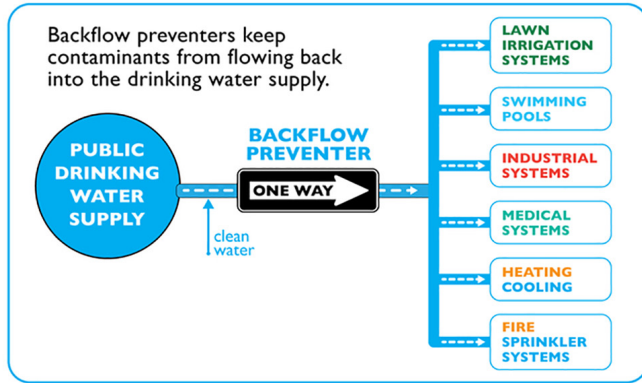 Backflow preventers keep
contaminants from flowing back
into the drinking water supply.
PUBLIC
DRINKING
WATER
SUPPLY
clean
water
BACKFLOW
PREVENTER
ONE WAY
LAWN
IRRIGATION
SYSTEMS
SWIMMING
POOLS
INDUSTRIAL
SYSTEMS
MEDICAL
SYSTEMS
HEATING
COOLING
FIRE
SPRINKLER
SYSTEMS